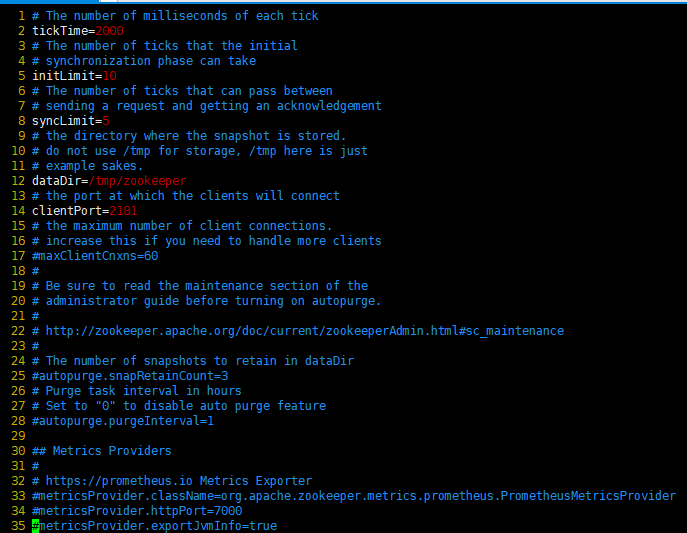 1 # The number of milliseconds of each tick
2 tickTime=2000
3 # The number of ticks that the initial
4 # synchronization phase can take
5 initLimit=10
6 # The number of ticks that can pass between
7 # sending a request and getting an acknowledgement
8 syncLimit=5
9 # the directory where the snapshot is stored.
10 # do not use /tmp for storage, /tmp here is just
11 # example sakes.
12 dataDir=/tmp/zookeeper
13 # the port at which the clients will connect
14 clientPort=2181
15 # the maximum number of client connections.
16 # increase this if you need to handle more clients
17 #maxClientCnxns=60
18 #
19 # Be sure to read the maintenance section of the
20 # administrator guide before turning on autopurge.
21 #
22 # http://zookeeper.apache.org/doc/current/zookeeperAdmin.html#sc_maintenance
23 #
24 # The number of snapshots to retain in dataDir
25 #autopurge.snapRetainCount=3
26 # Purge task interval in hours
27 # Set to "0" to disable auto purge feature
28 #autopurge.purgeInterval=1
29
30 ## Metrics Providers
31 #
32 # https://prometheus.io Metrics Exporter
33 #metricsProvider.className=org.apache.zookeeper.metrics.prometheus.PrometheusMetricsProvider
34 #metricsProvider.httpPort=7000
35 #metricsProvider.exportJvmInfo=true